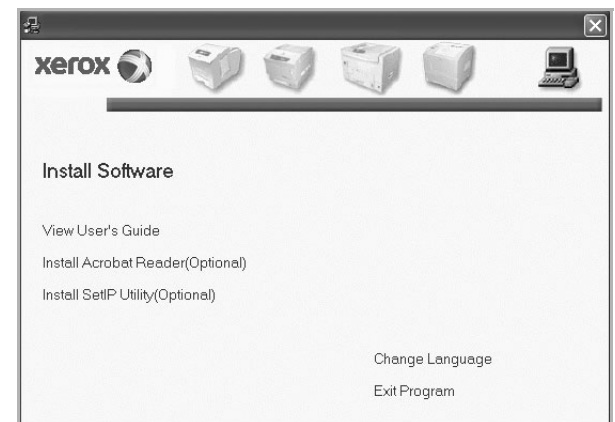 xerox
Install Software
View User's Guide
Install Acrobat Reader(Optional)
Install SetIP Utility(Optional)
Change Language
Exit Program